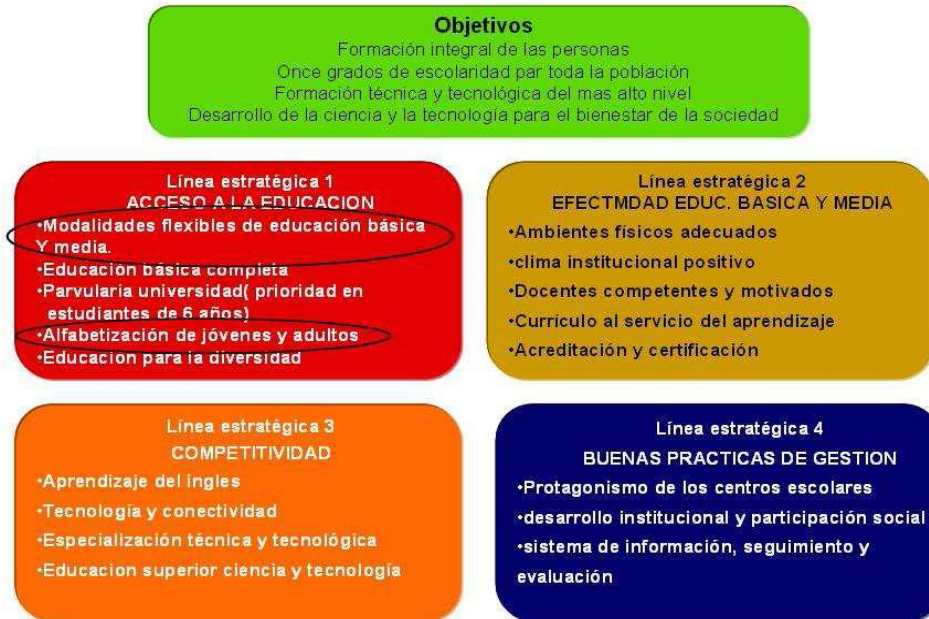 Objetivos
Formación integral de las personas
Once grados de escolaridad par toda la población
Formación técnica y tecnológica del mas alto nivel
Desarrollo de la ciencia y la tecnología para el bienestar de la sociedad
Línea estratégica 1
ACCESO A LA EDUCACION
•Modalidades flexibles de educación básica
Y media.
•Educación básica completa
•Parvularia universidad( prioridad en
estudiantes de 6 años)
•Alfabetización de jóvenes y adultos
•Educación para la diversidad
Línea estratégica 2
EFECTMDAD EDUC. BASICA Y MEDIA
•Ambientes físicos adecuados
•clima institucional positivo
•Docentes competentes y motivados
•Currículo al servicio del aprendizaje
•Acreditación y certificación
Línea estratégica 3
COMPETITIVIDAD
•Aprendizaje del ingles
•Tecnología y conectividad
•Especialización técnica y tecnológica
•Educacion superior ciencia y tecnología
Línea estratégica 4
BUENAS PRACTICAS DE GESTION
•Protagonismo de los centros escolares
•desarrollo institucional y participación social
•sistema de información, seguimiento y
evaluación